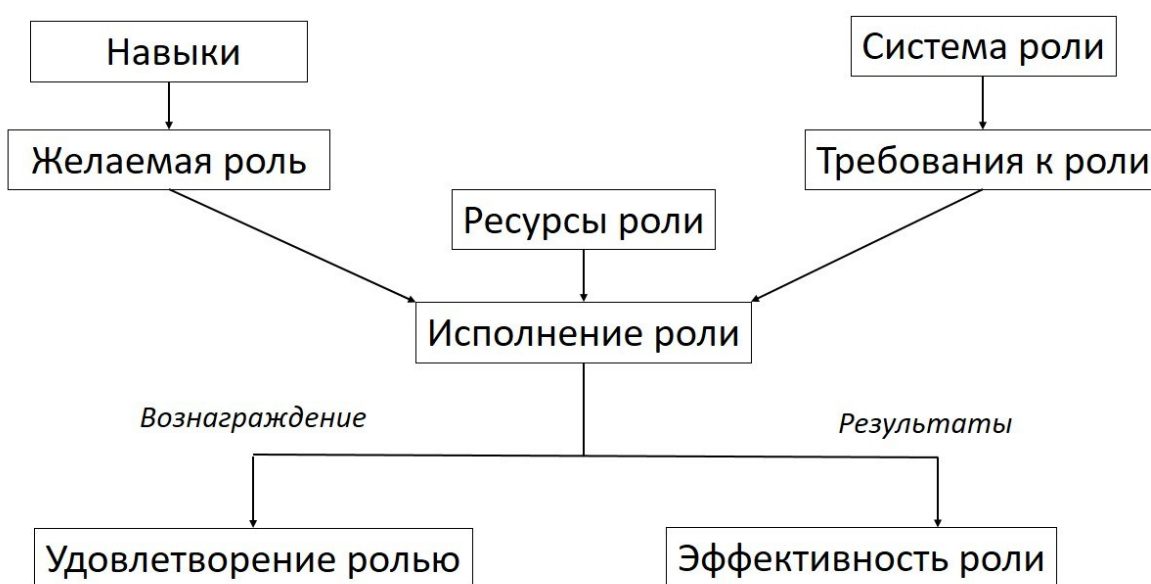 Навыки
Система роли
Желаемая роль
Требования к роли
Ресурсы роли
Исполнение роли
Вознаграждение
Результаты
Удовлетворение ролью
Эффективность роли